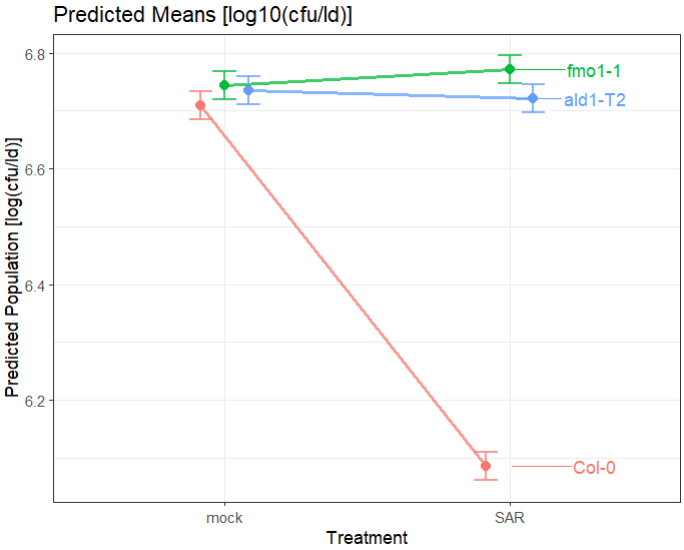 Predicted Means [log10(cfu/ld)]
6.8
6.6
6.4
6.2
Predicted Population [log(cfu/ld)]
fmo1-1
ald1-T2
Col-0
mock
SAR
Treatment